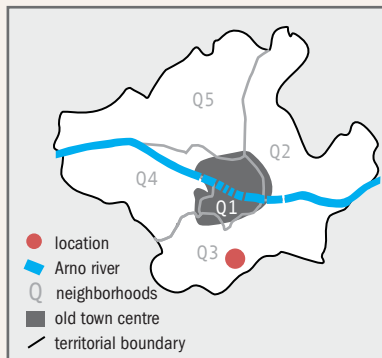 Q5
Q2
Q4
Q1
Q3
location
Arno river
Q neighborhoods
old town centre
territorial boundary